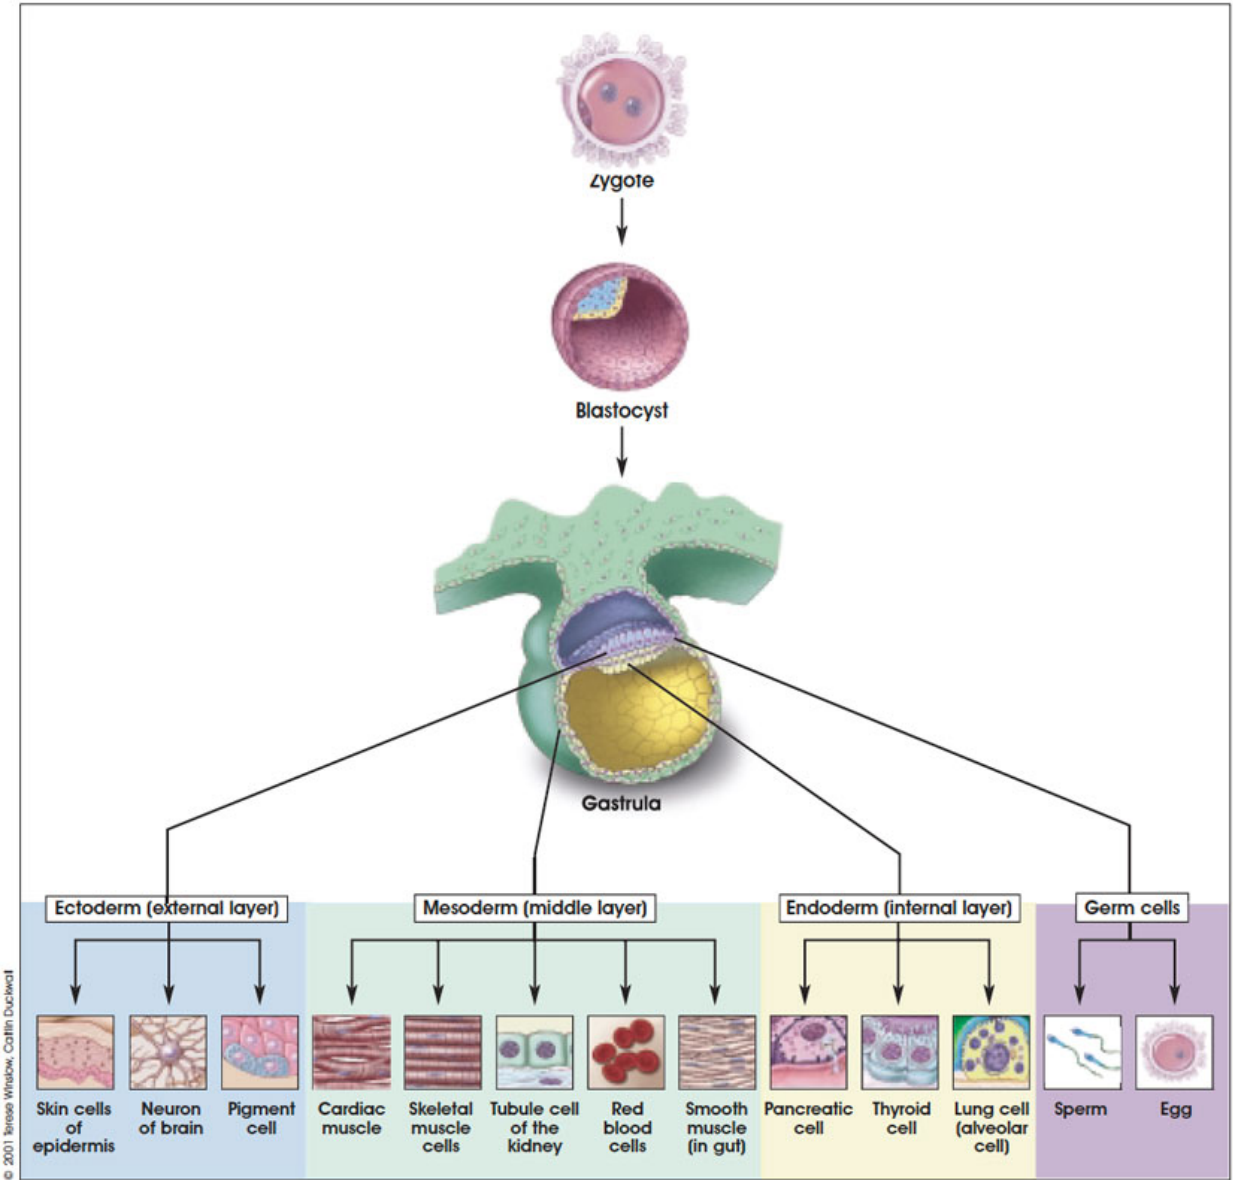 Zygote
Blastocyst
Gastrula
Ectoderm (external layer)
Mesoderm (middle layer)
Endoderm (internal layer)
Germ cells
Skin cells
of
epidermis
Neuron
of brain
Pigment
cell
Cardiac
muscle
Skeletal
muscle
cells
Tubule cell
of the
kidney
Red
blood
cells
Smooth
muscle
(in gut)
Pancreatic
cell
Thyroid
cell
Lung cell
(alveolar
cell)
Sperm
Egg
© 2001 Terese Winslow, Caitlin Duckwall